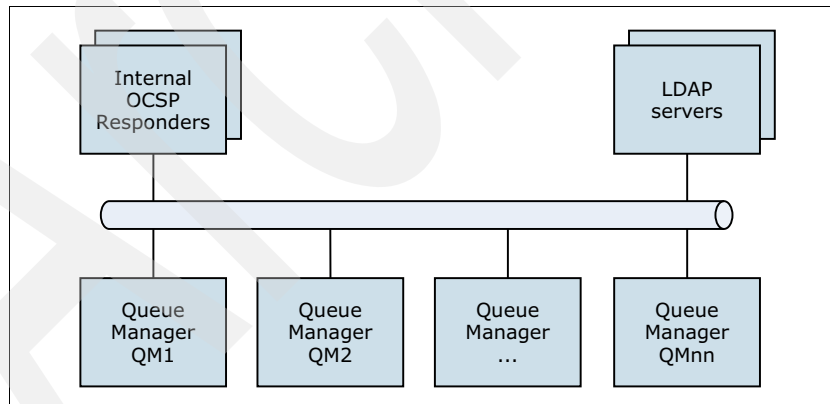 Internal
OCSP
Responders
LDAP
servers
Queue
Manager
QM1
Queue
Manager
QM2
Queue
Manager
...
Queue
Manager
QMnn